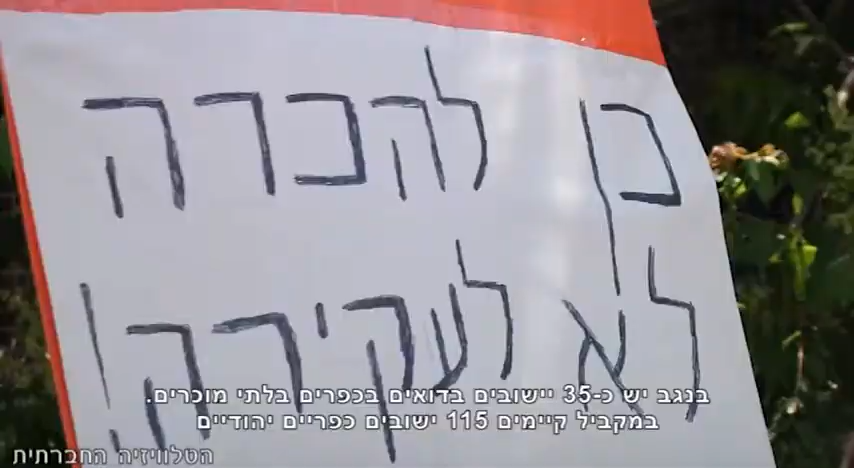 כן להכרה
לא לעקירה!
בנגב יש כ-35 יישובים בדואים בכפרים בלתי מוכרים.
במקביל קיימים 115 ישובים כפריים יהודיים
הטלוויזיה החברתית